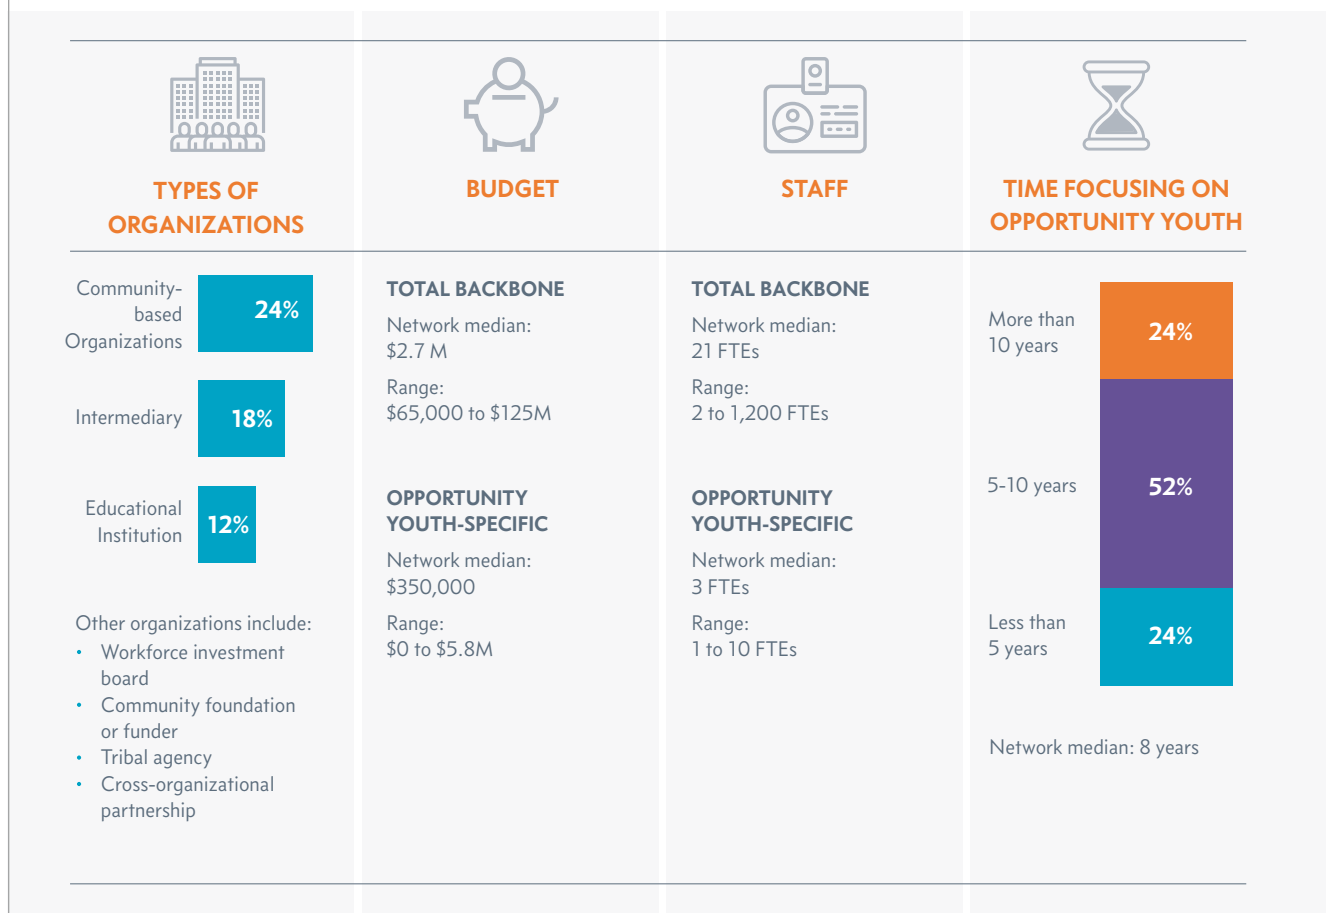 TYPES OF
ORGANIZATIONS
Community-
based
Organizations
24%
Intermediary
18%
Educational
Institution
12%
Other organizations include:
• Workforce investment
board
• Community foundation
or funder
• Tribal agency
• Cross-organizational
partnership
BUDGET
TOTAL BACKBONE
Network median:
$2.7 M
Range:
$65,000 to $125M
OPPORTUNITY
YOUTH-SPECIFIC
Network median:
$350,000
Range:
$0 to $5.8M
STAFF
TOTAL BACKBONE
Network median:
21 FTEs
Range:
2 to 1,200 FTEs
OPPORTUNITY
YOUTH-SPECIFIC
Network median:
3 FTEs
Range:
1 to 10 FTEs
TIME FOCUSING ON
OPPORTUNITY YOUTH
More than
10 years
24%
5-10 years
52%
Less than
5 years
24%
Network median: 8 years